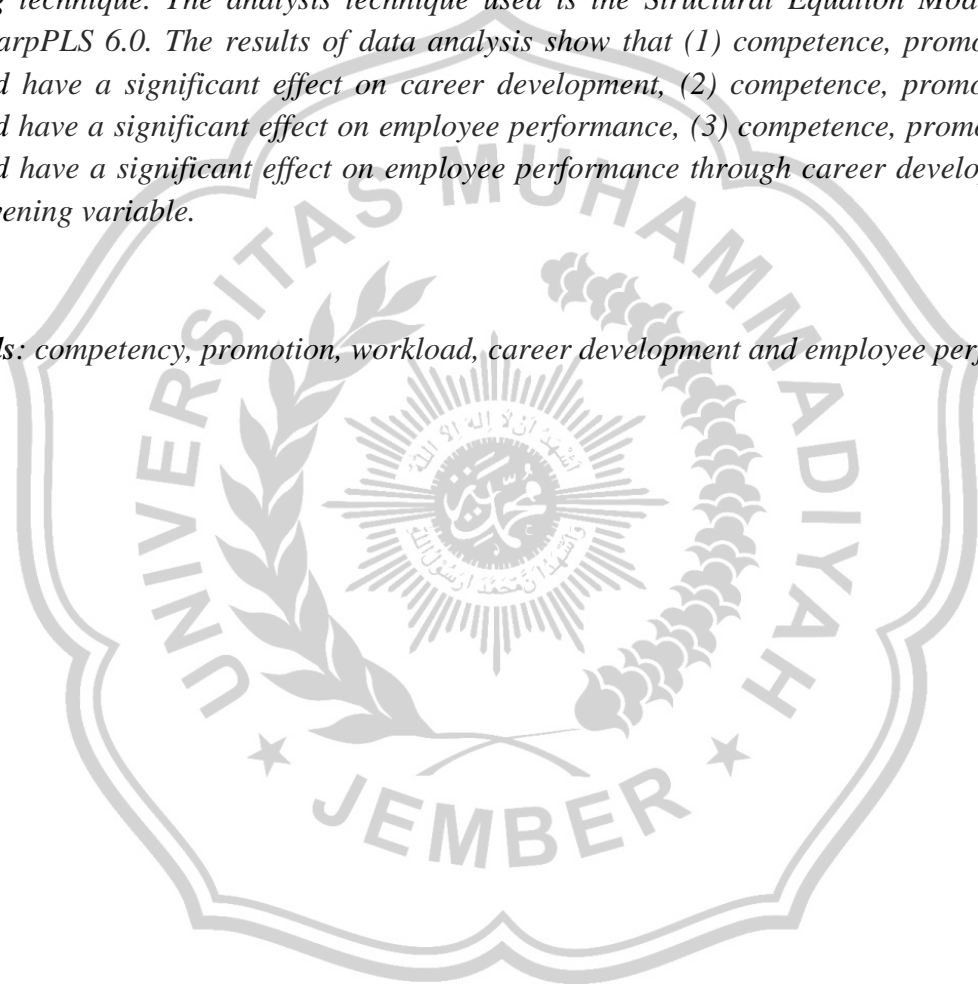 g technique. The analysis technique used is the Structural Equation Mod
arpPLS 6.0. The results of data analysis show that (1) competence, promo
d have a significant effect on career development, (2) competence, promo
d have a significant effect on employee performance, (3) competence, promo
d have a significant effect on employee performance through career develop
vening variable.
ls: competency, promotion, workload, career development and employee per
UNIVERSITAS MUHAMMADIYAH
JEMBER